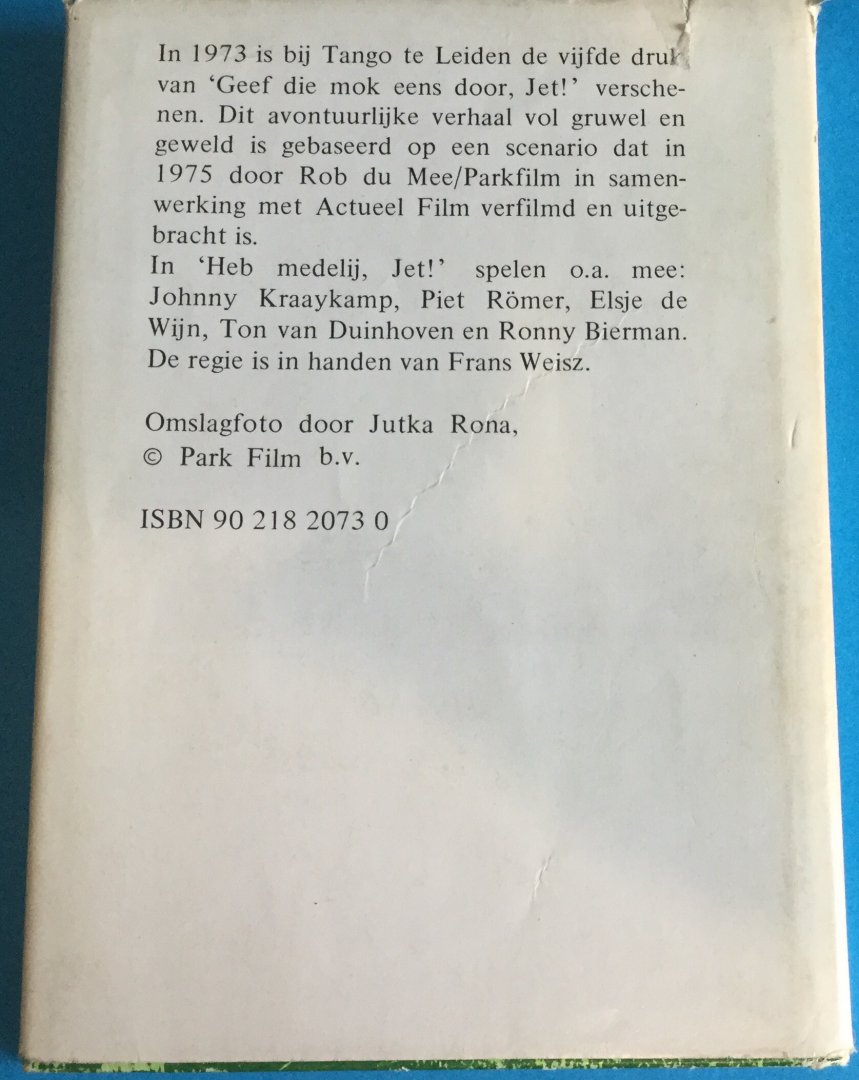 In 1973 is bij Tango te Leiden de vijfde druk
van ‘Geef die mok eens door, Jet!’ versche-
nen. Dit avontuurlijke verhaal vol gruwel en
geweld is gebaseerd op een scenario dat in
1975 door Rob du Mee/Parkfilm in samen-
werking met Actueel Film verfilmd en uitge-
bracht is.
In ‘Heb medelij, Jet!’ spelen o.a. mee:
Johnny Kraaykamp, Piet Römer, Elsje de
Wijn, Ton van Duinhoven en Ronny Bierman.
De regie is in handen van Frans Weisz.
Omslagfoto door Jutka Rona,
© Park Film b.v.
ISBN 90 218 2073 0